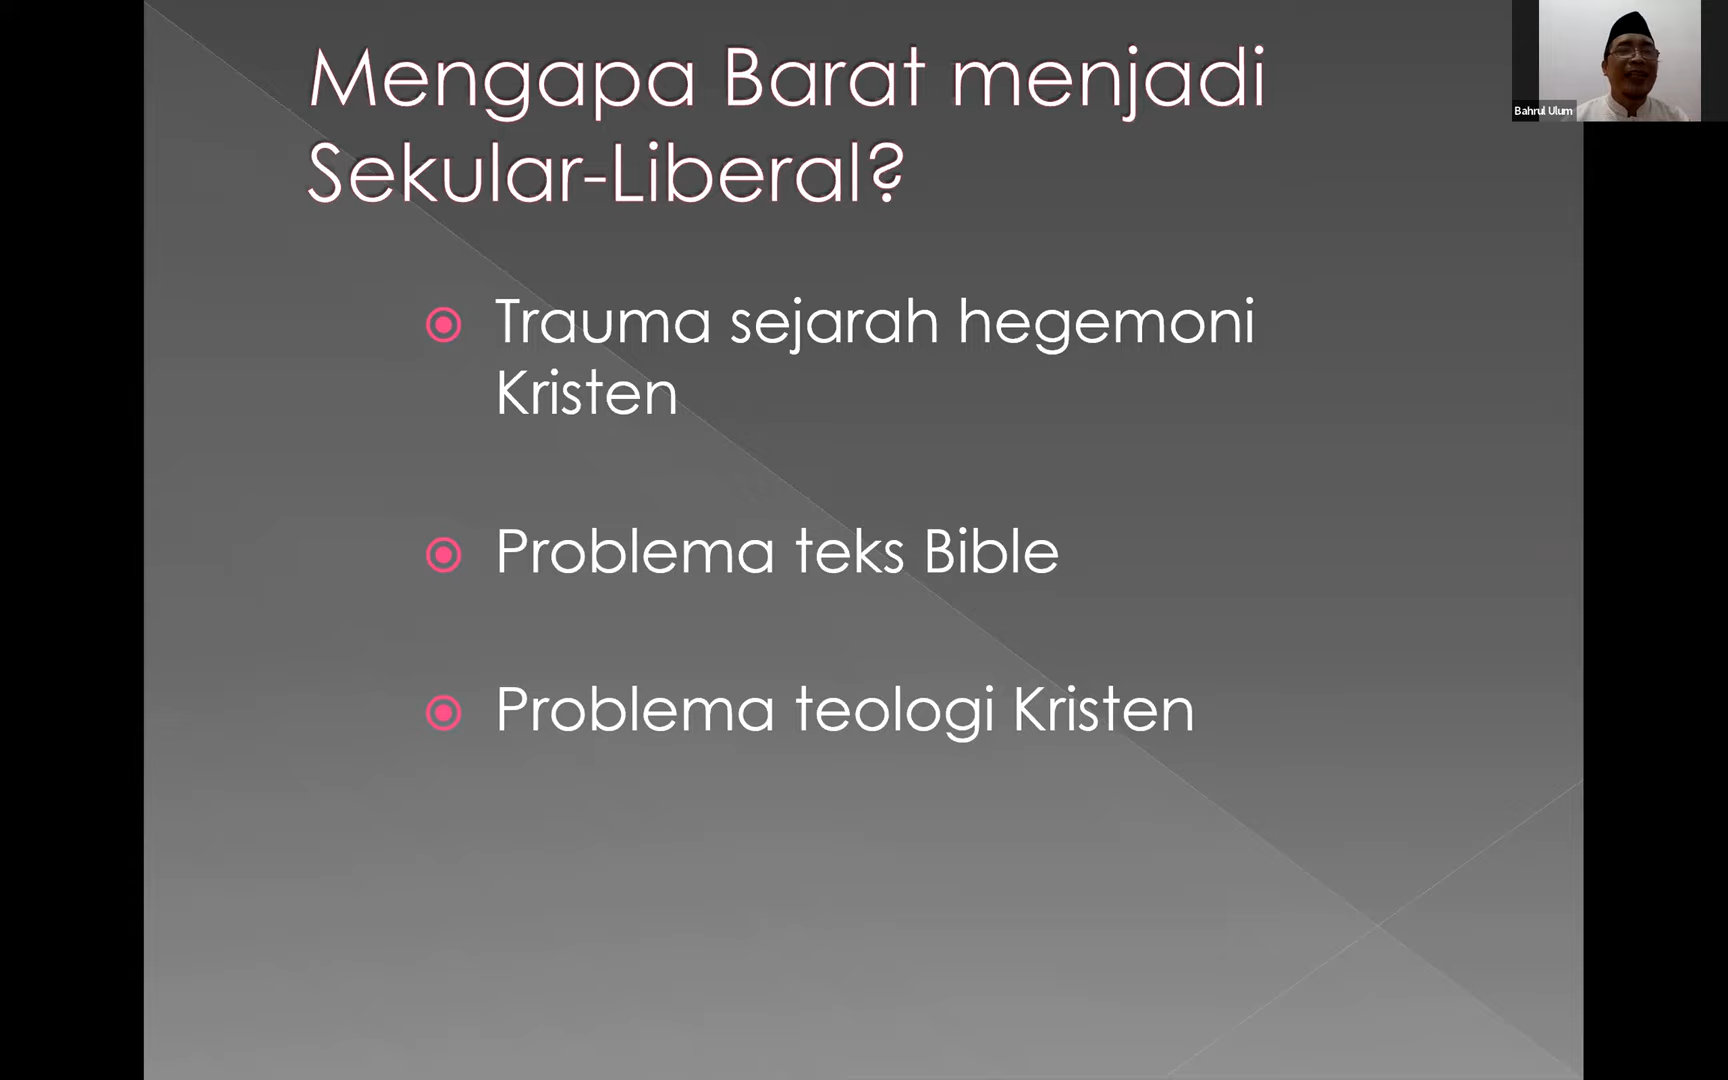 Mengapa Barat menjadi
Sekular-Liberal?
Trauma sejarah hegemoni
Kristen
Problema teks Bible
Problema teologi Kristen
Bahrul Ulum